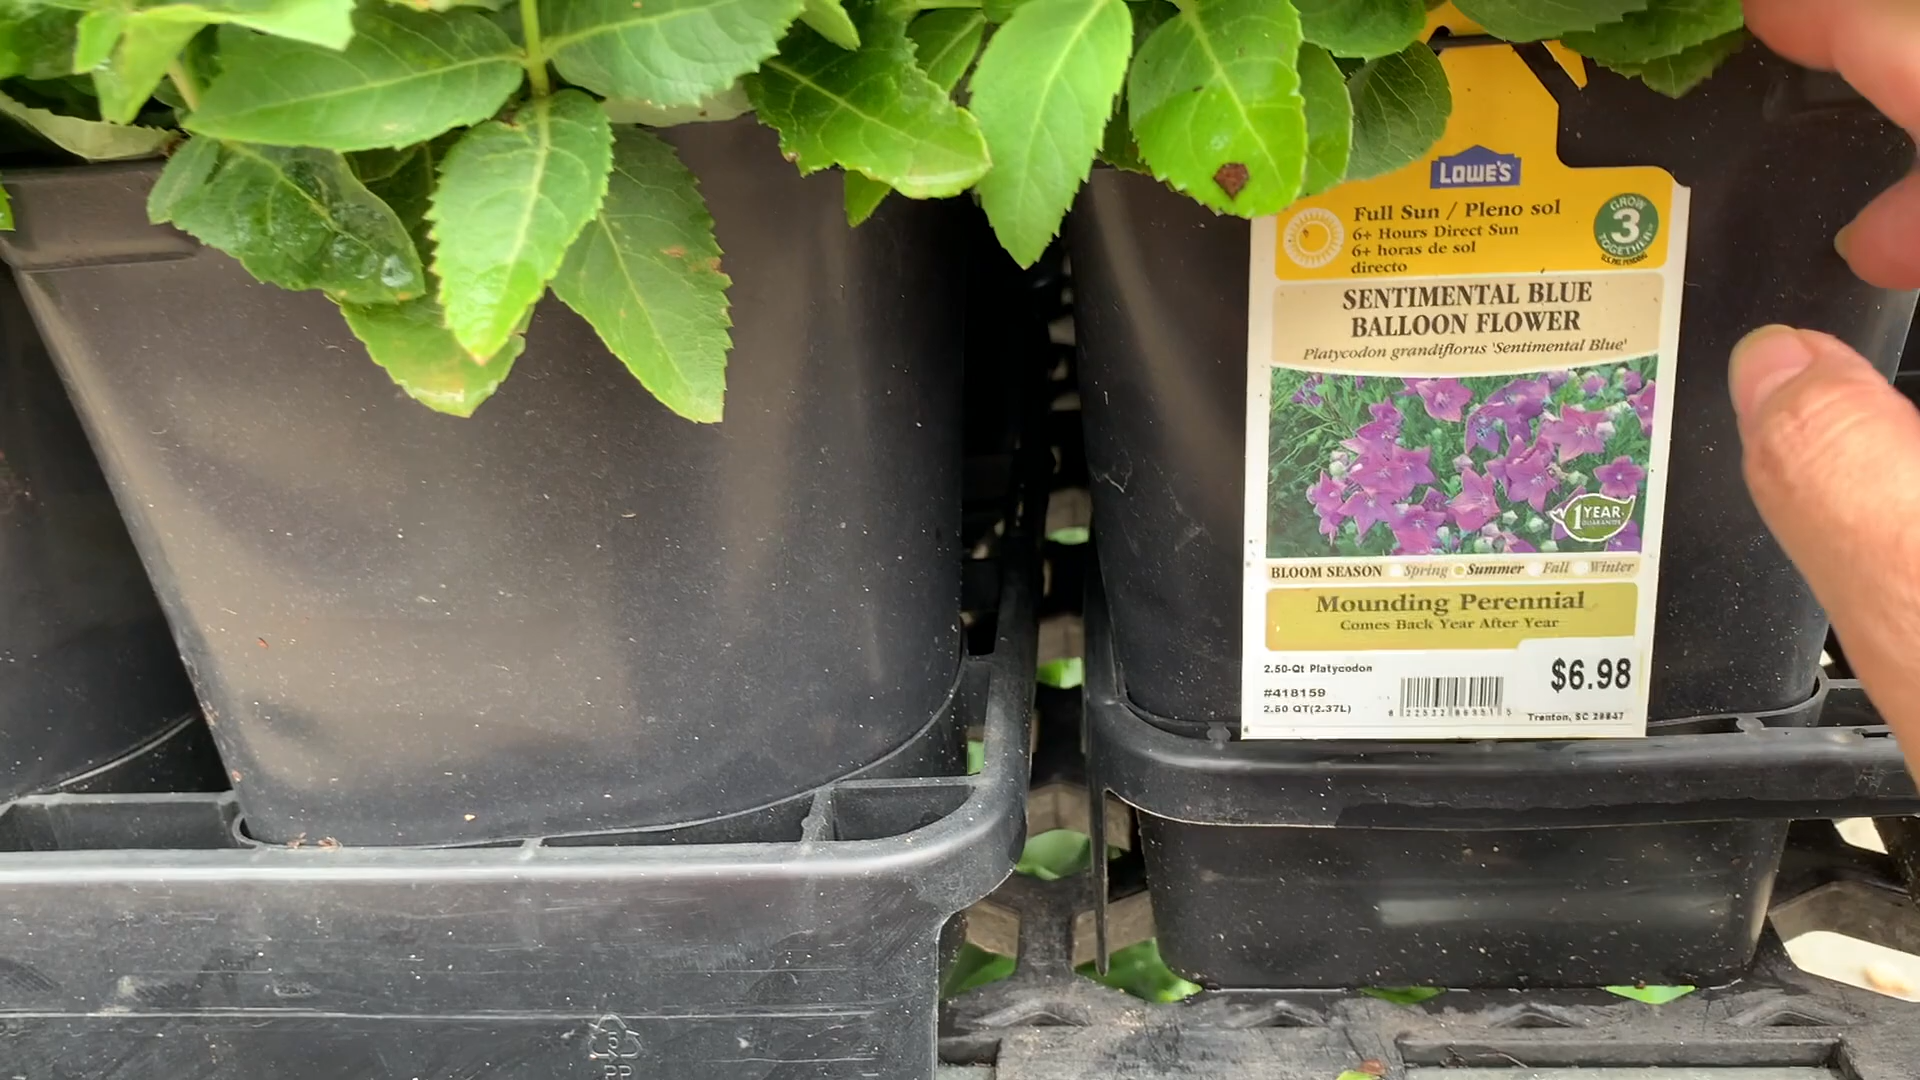 LOWE'S
Full Sun / Pleno sol
6+ Hours Direct Sun
6+ horas de sol
directo
GROW
3
TOGETHER
SENTIMENTAL BLUE
BALLOON FLOWER
Platycodon grandiflorus 'Sentimental Blue'
1 YEAR
GUARANTEE
BLOOM SEASON Spring Summer Fall Winter
Mounding Perennial
Comes Back Year After Year
2.50-Qt Platycodon
$6.98
#418159
2.50 QT(2.37L)
Trenton, SC 29847
PP